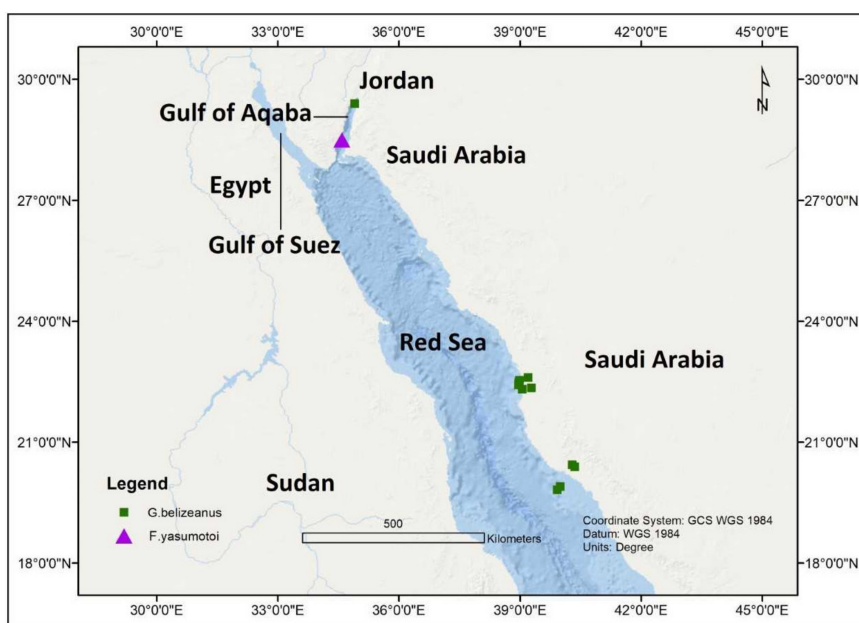 30°0'0"E 33°0'0"E 36°0'0"E 39°0'0"E 42°0'0"E 45°0'0"E
30°0'0"N 30°0'0"N
Jordan
N
Gulf of Aqaba
Saudi Arabia
Egypt
27°0'0"N 27°0'0"N
Gulf of Suez
24°0'0"N 24°0'0"N
Red Sea
Saudi Arabia
21°0'0"N 21°0'0"N
Legend
Sudan
G.belizeanus
F.yasumotoi
500
Kilometers
Coordinate System: GCS WGS 1984
Datum: WGS 1984
Units: Degree
18°0'0"N 18°0'0"N
30°0'0"E 33°0'0"E 36°0'0"E 39°0'0"E 42°0'0"E 45°0'0"E